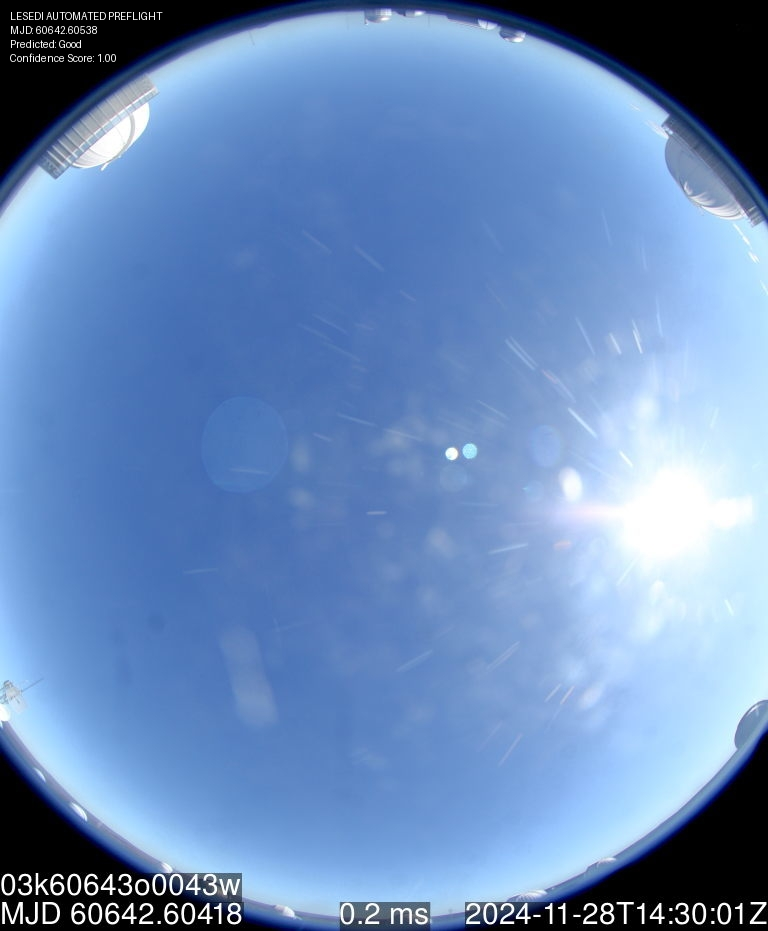 LESEDI AUTOMATED PREFLIGHT
MJD: 60642.60538
Predicted: Good
Confidence Score: 1.00
03k60643o0043w
MJD 60642.60418 0.2 ms 2024-11-28T14:30:01Z